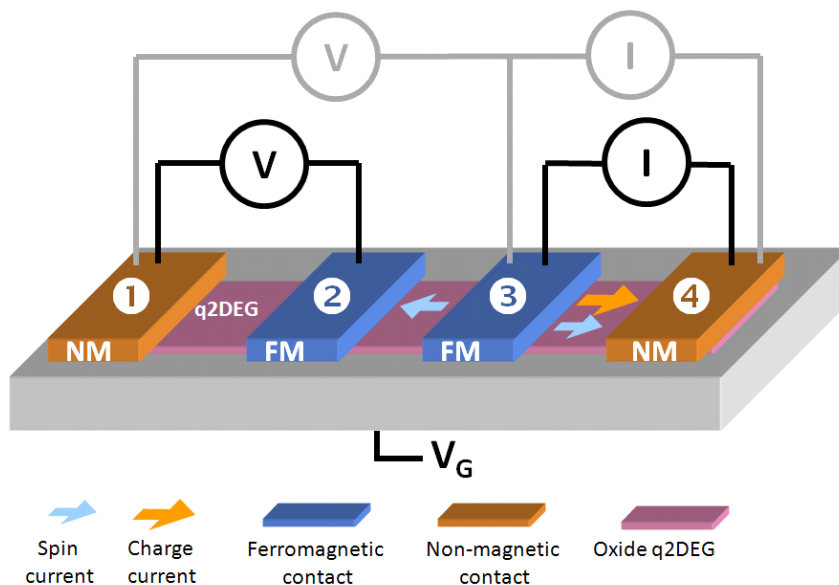 V
I
V
I
1
2
3
4
q2DEG
NM
FM
FM
NM
V_G
Spin current
Charge current
Ferromagnetic contact
Non-magnetic contact
Oxide q2DEG